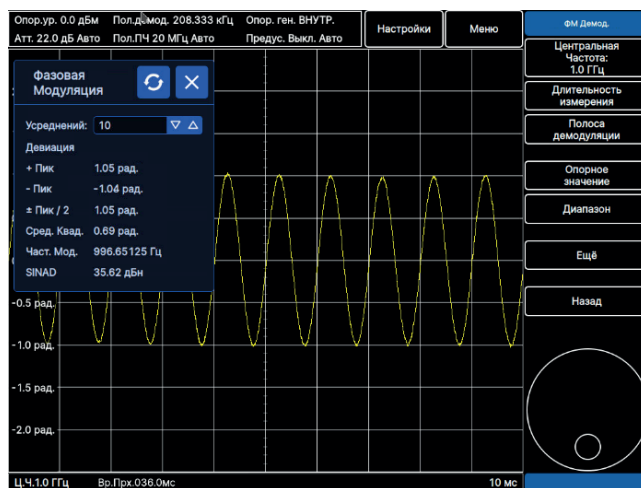 Опор.ур. 0.0 дБм Пол.демод. 208.333 кГц Опор. ген. ВНУТР.
Атт. 22.0 дБ Авто Пол.ПЧ 20 МГц Авто Предус. Выкл. Авто
Настройки
Меню
ФМ Демод.
Центральная
Частота:
1.0 ГГц
Длительность
измерения
Полоса
демодуляции
Опорное
значение
Диапазон
Ещё
Назад
Фазовая
Модуляция
Усреднений: 10
Девиация
+ Пик 1.05 рад.
- Пик -1.04 рад.
± Пик / 2 1.05 рад.
Сред. Квад. 0.69 рад.
Част. Мод. 996.65125 Гц
SINAD 35.62 дБн
-0.5 рад.
-1.0 рад.
-1.5 рад.
-2.0 рад.
Ц.Ч.1.0 ГГц Вр.Прх.036.0мс 10 мс